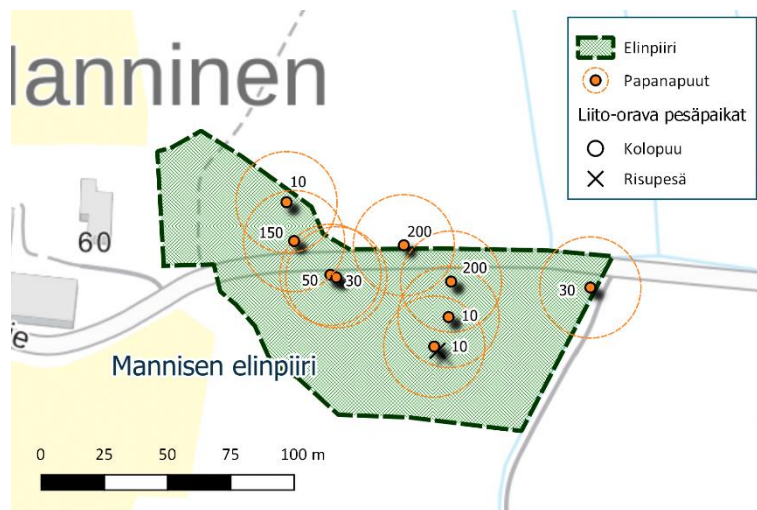 lanninen
Elinpiiri
Papanapuut
Liito-orava pesäpaikat
Kolopuu
Risupesä
10
150
200
60
50
30
200
30
10
10
ie
Mannisen elinpiiri
0 25 50 75 100 m